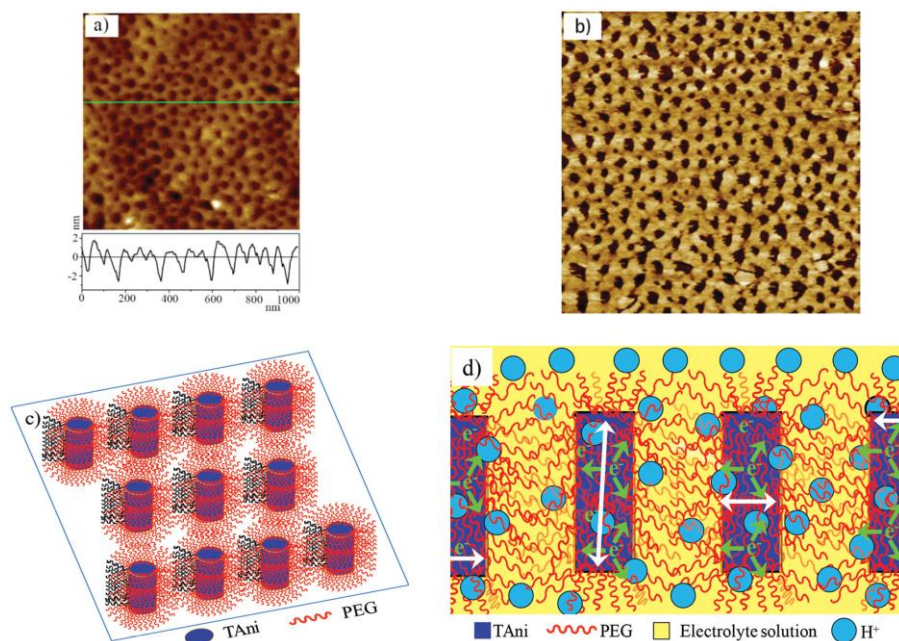 a)
nm
2
0
-2
0 200 400 600 800 1000
nm
b)
c)
TAni PEG
d)
e⁻ e⁻ e⁻ e⁻
e⁻ e⁻ e⁻
e⁻ e⁻ e⁻ e⁻
TAni PEG Electrolyte solution H⁺